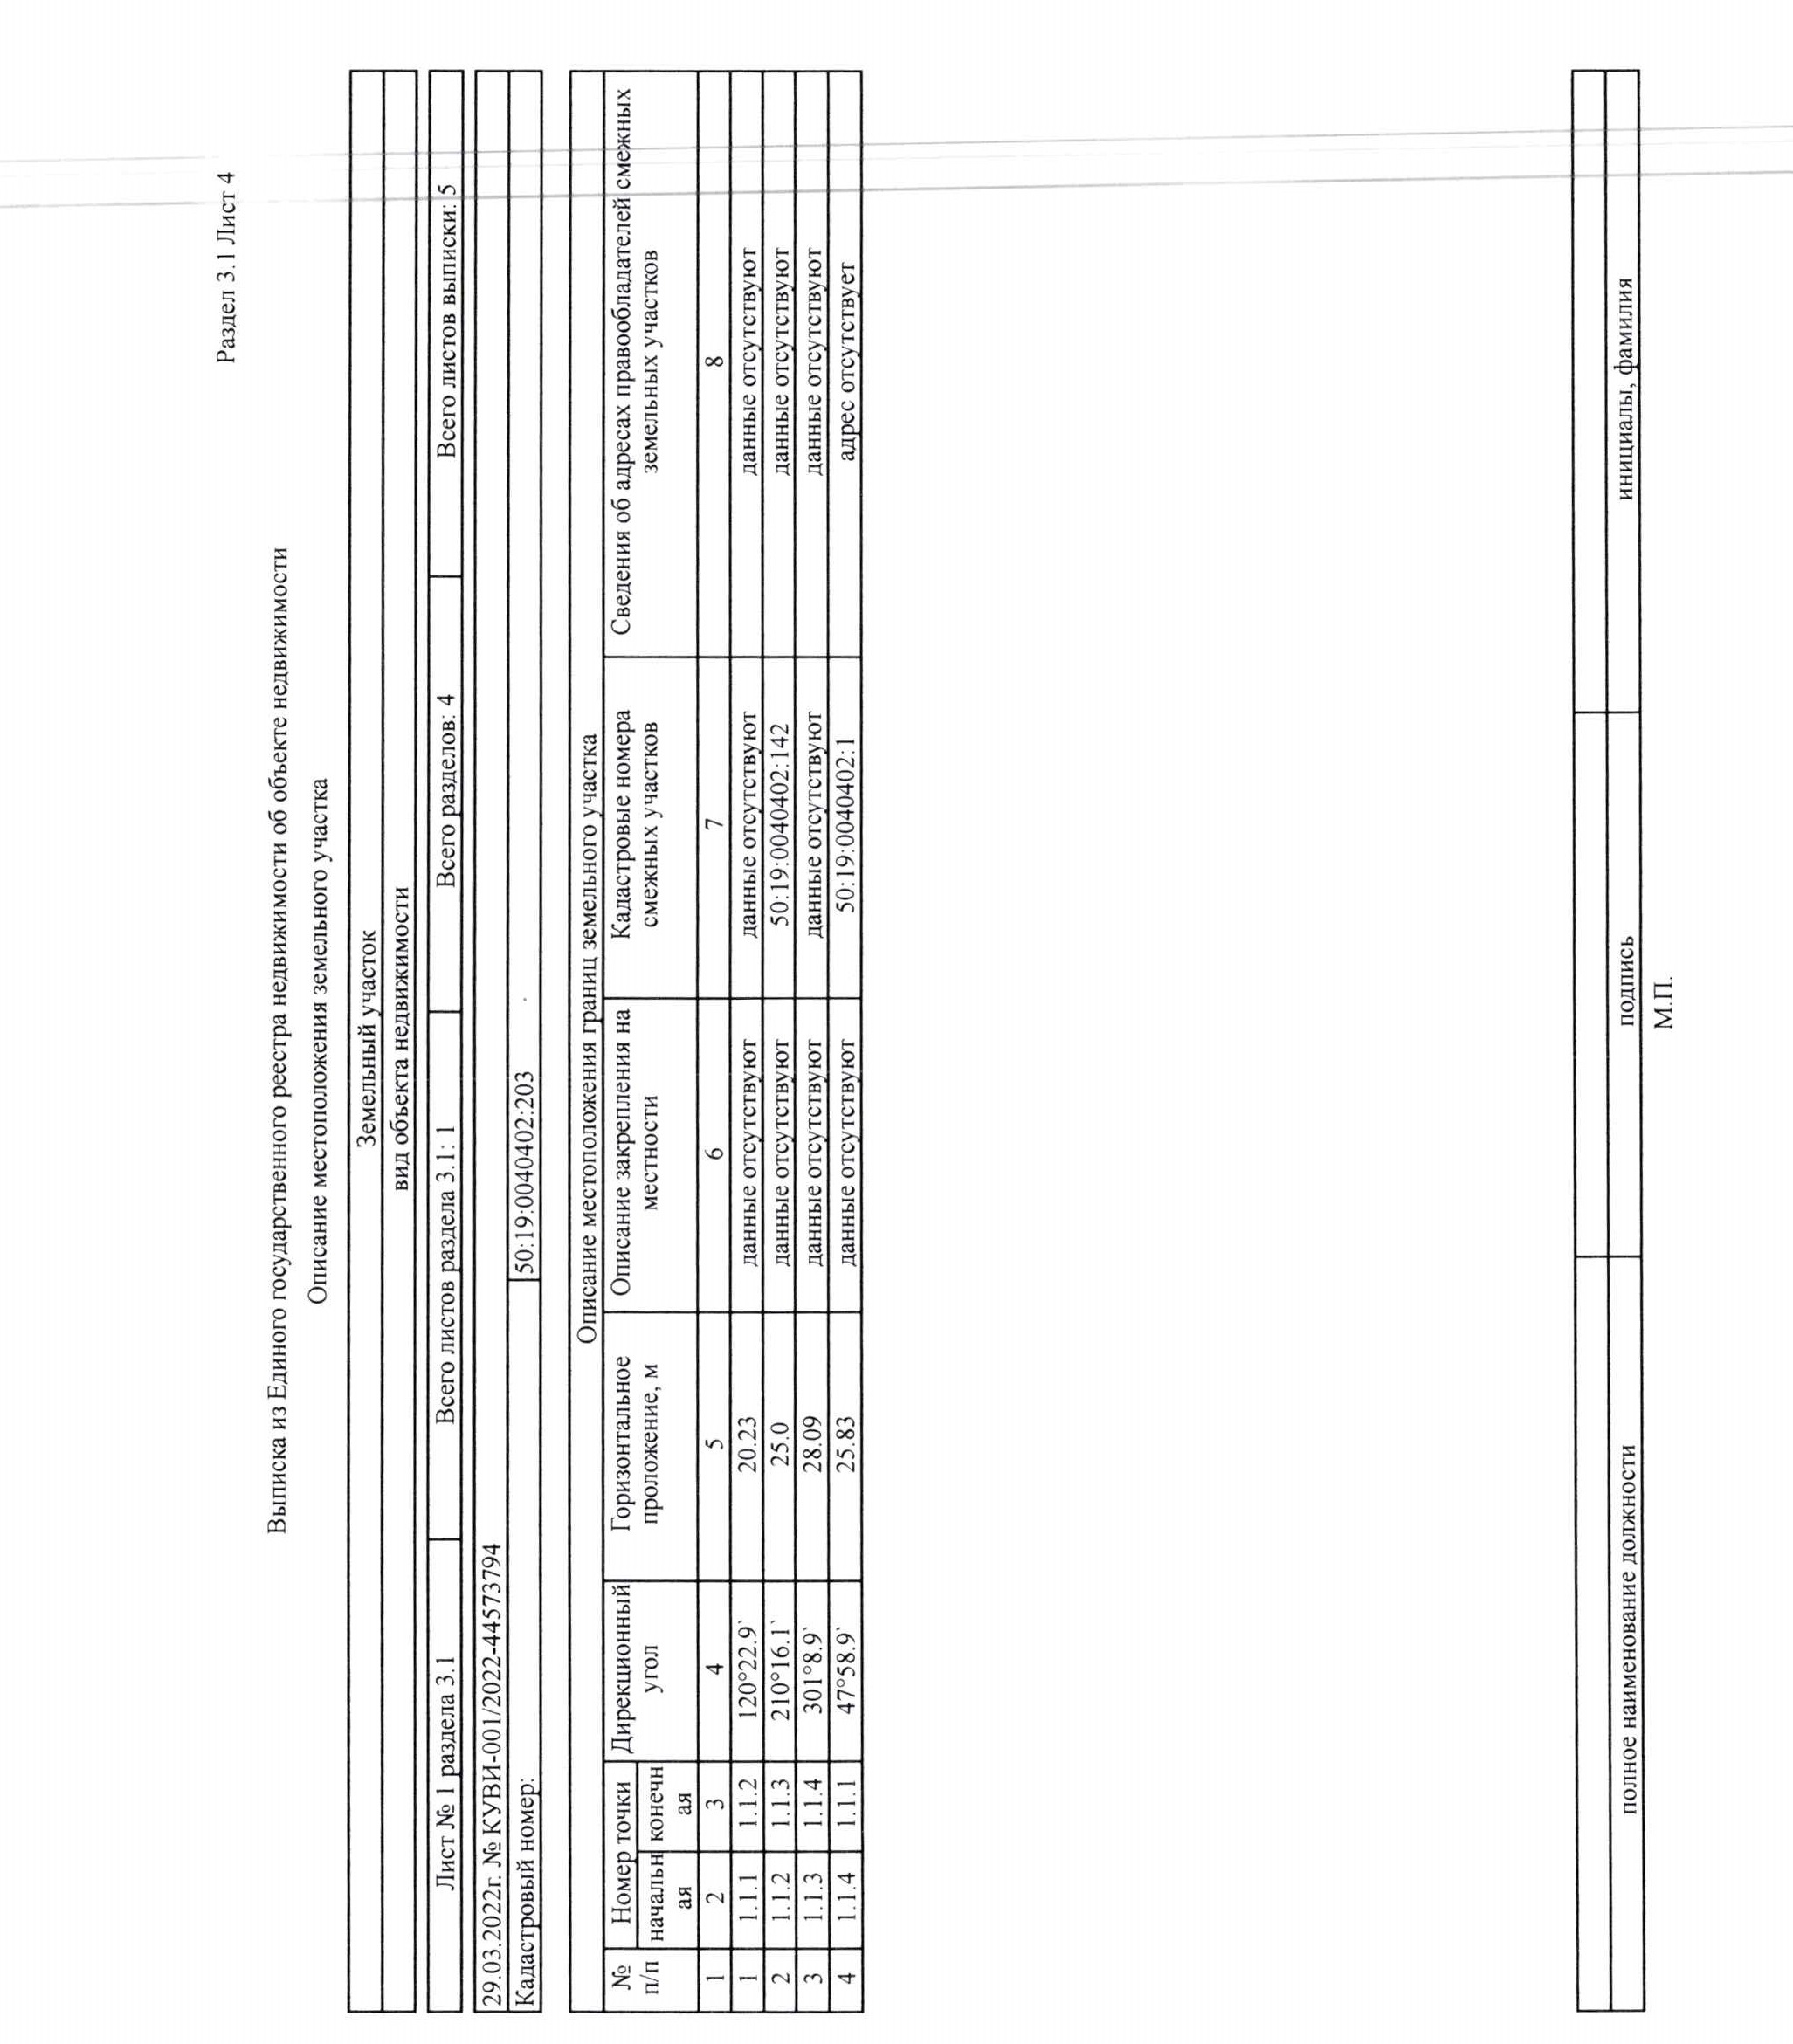 Раздел 3.1 Лист 4
Выписка из Единого государственного реестра недвижимости об объекте недвижимости
Описание местоположения земельного участка
Земельный участок
вид объекта недвижимости
Лист № 1 раздела 3.1 Всего листов раздела 3.1: 1 Всего разделов: 4 Всего листов выписки: 5
29.03.2022г. № КУВИ-001/2022-44573794
Кадастровый номер: 50:19:0040402:203
Описание местоположения границ земельного участка
№ Номер точки Дирекционный Горизонтальное Описание закрепления на Кадастровые номера Сведения об адресах правообладателей смежных
п/п начальн конечн угол проложение, м местности смежных участков земельных участков
ая ая
1 2 3 4 5 6 7 8
1 1.1.1 1.1.2 120°22.9` 20.23 данные отсутствуют данные отсутствуют данные отсутствуют
2 1.1.2 1.1.3 210°16.1` 25.0 данные отсутствуют 50:19:0040402:142 данные отсутствуют
3 1.1.3 1.1.4 301°8.9` 28.09 данные отсутствуют данные отсутствуют данные отсутствуют
4 1.1.4 1.1.1 47°58.9` 25.83 данные отсутствуют 50:19:0040402:1 адрес отсутствует
полное наименование должности подпись инициалы, фамилия
М.П.